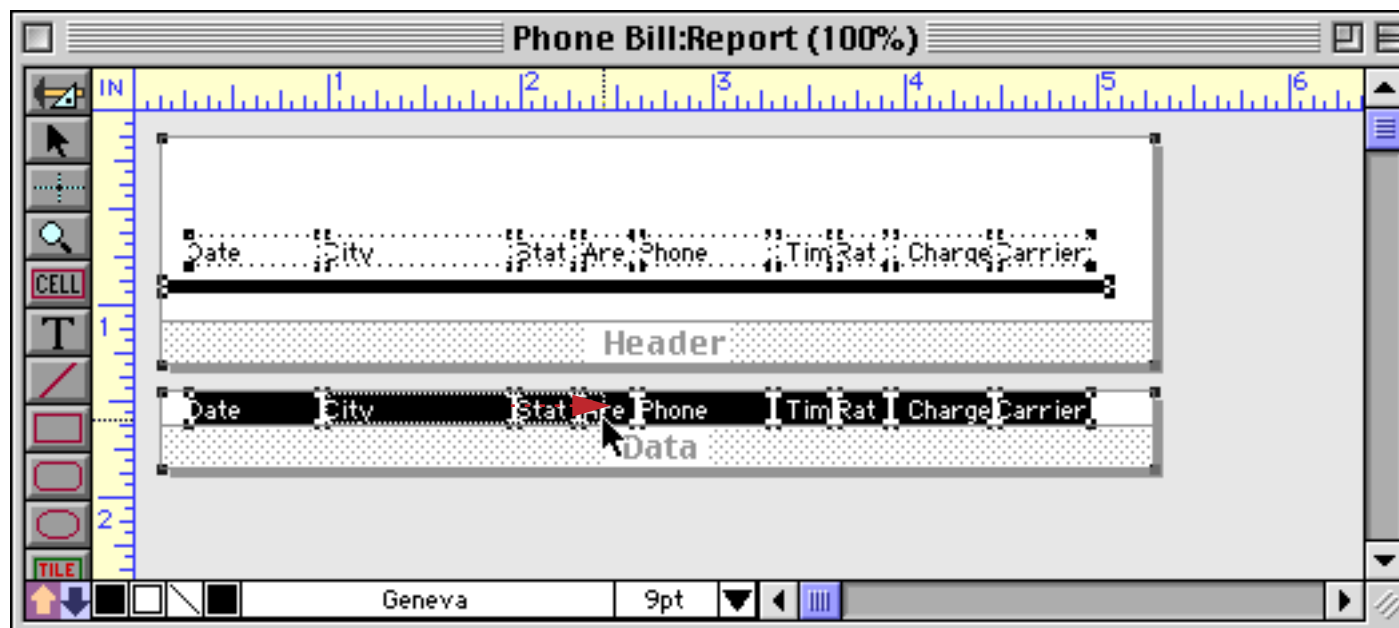 Phone Bill:Report (100%)
IN 1 2 3 4 5 6
Date City Stat Are Phone Tim Rat Charge Carrier
CELL
T
1
Header
Date City Stat Are Phone Tim Rat Charge Carrier
Data
2
TILE
Geneva 9pt